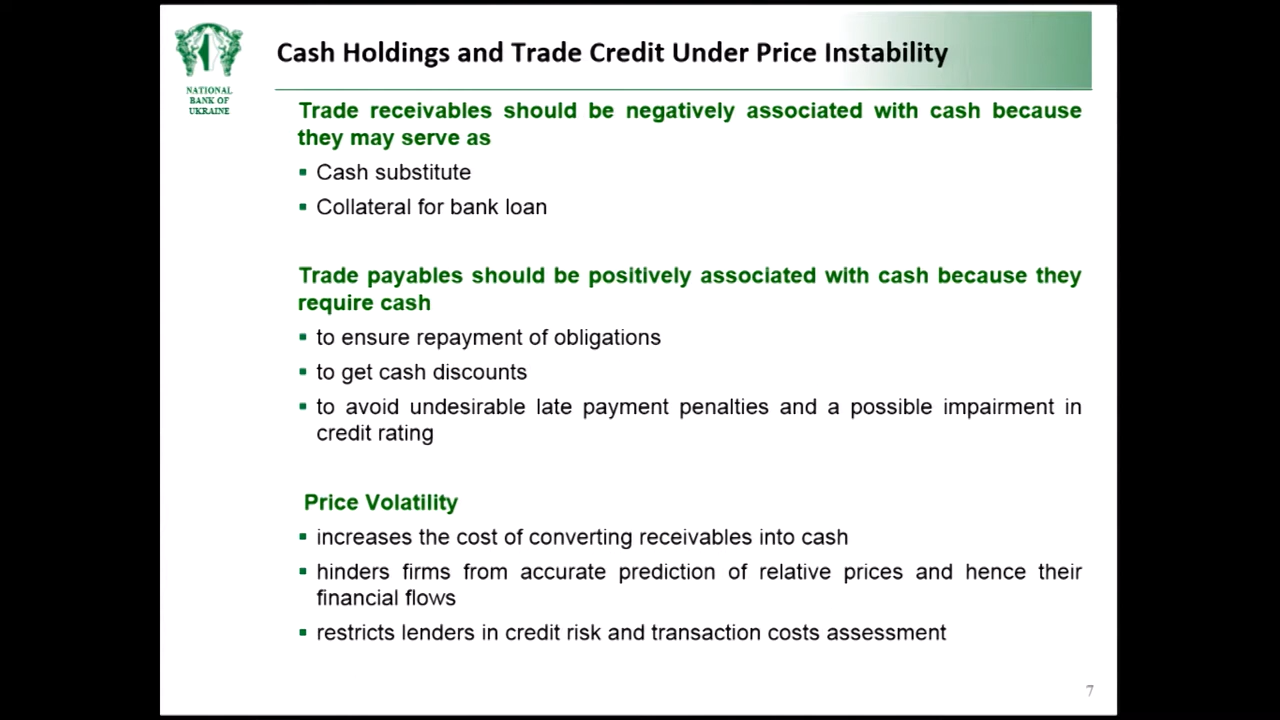 NATIONAL
BANK OF
UKRAINE
Cash Holdings and Trade Credit Under Price Instability
Trade receivables should be negatively associated with cash because
they may serve as
▪ Cash substitute
▪ Collateral for bank loan
Trade payables should be positively associated with cash because they
require cash
▪ to ensure repayment of obligations
▪ to get cash discounts
▪ to avoid undesirable late payment penalties and a possible impairment in
credit rating
Price Volatility
▪ increases the cost of converting receivables into cash
▪ hinders firms from accurate prediction of relative prices and hence their
financial flows
▪ restricts lenders in credit risk and transaction costs assessment
7